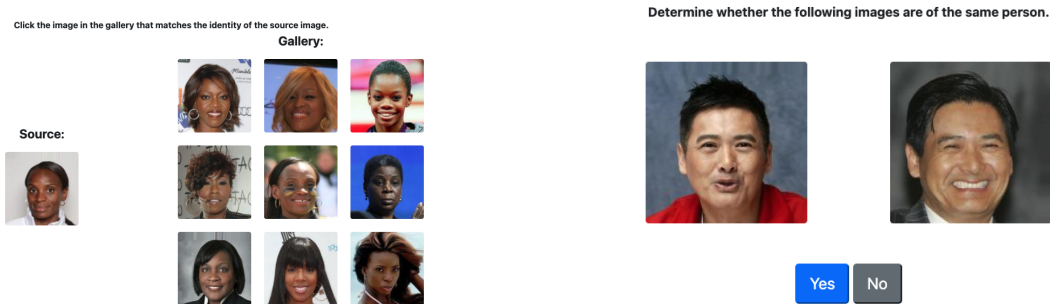 Click the image in the gallery that matches the identity of the source image.
Gallery:
Source:
Determine whether the following images are of the same person.
Yes
No